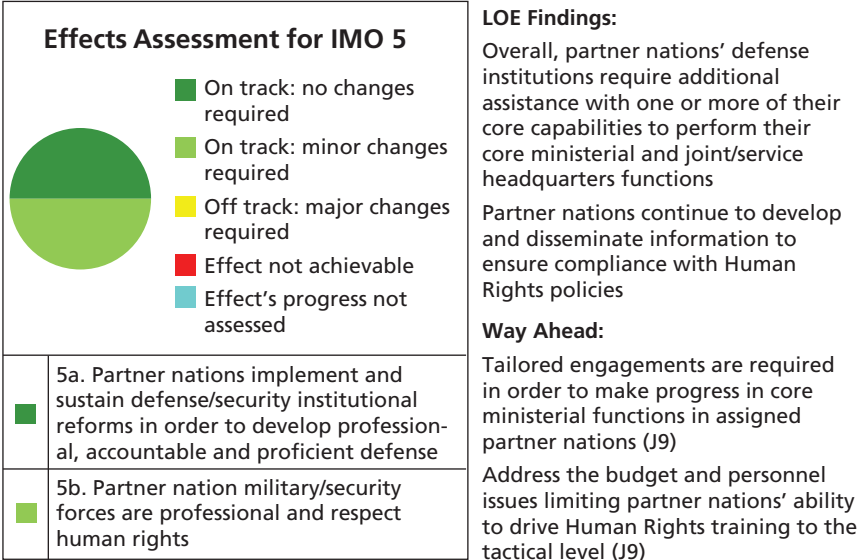 Effects Assessment for IMO 5
On track: no changes
required
On track: minor changes
required
Off track: major changes
required
Effect not achievable
Effect's progress not
assessed
5a. Partner nations implement and
sustain defense/security institutional
reforms in order to develop profession-
al, accountable and proficient defense
5b. Partner nation military/security
forces are professional and respect
human rights
LOE Findings:
Overall, partner nations' defense
institutions require additional
assistance with one or more of their
core capabilities to perform their
core ministerial and joint/service
headquarters functions
Partner nations continue to develop
and disseminate information to
ensure compliance with Human
Rights policies
Way Ahead:
Tailored engagements are required
in order to make progress in core
ministerial functions in assigned
partner nations (J9)
Address the budget and personnel
issues limiting partner nations' ability
to drive Human Rights training to the
tactical level (J9)